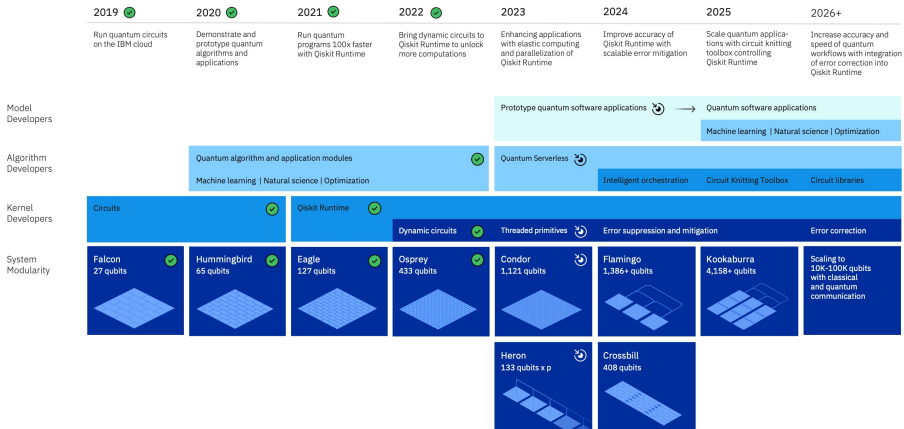 2019
2020
2021
2022
2023
2024
2025
2026+
Run quantum circuits
on the IBM cloud
Demonstrate and
prototype quantum
algorithms and
applications
Run quantum
programs 100x faster
with Qiskit Runtime
Bring dynamic circuits to
Qiskit Runtime to unlock
more computations
Enhancing applications
with elastic computing
and parallelization of
Qiskit Runtime
Improve accuracy of
Qiskit Runtime with
scalable error mitigation
Scale quantum applica-
tions with circuit knitting
toolbox controlling
Qiskit Runtime
Increase accuracy and
speed of quantum
workflows with integration
of error correction into
Qiskit Runtime
Model
Developers
Prototype quantum software applications
Quantum software applications
Machine learning | Natural science | Optimization
Algorithm
Developers
Quantum algorithm and application modules
Machine learning | Natural science | Optimization
Quantum Serverless
Intelligent orchestration
Circuit Knitting Toolbox
Circuit libraries
Kernel
Developers
Circuits
Qiskit Runtime
Dynamic circuits
Threaded primitives
Error suppression and mitigation
Error correction
System
Modularity
Falcon
27 qubits
Hummingbird
65 qubits
Eagle
127 qubits
Osprey
433 qubits
Condor
1,121 qubits
Flamingo
1,386+ qubits
Kookaburra
4,158+ qubits
Scaling to
10K-100K qubits
with classical
and quantum
communication
Heron
133 qubits x p
Crossbill
408 qubits